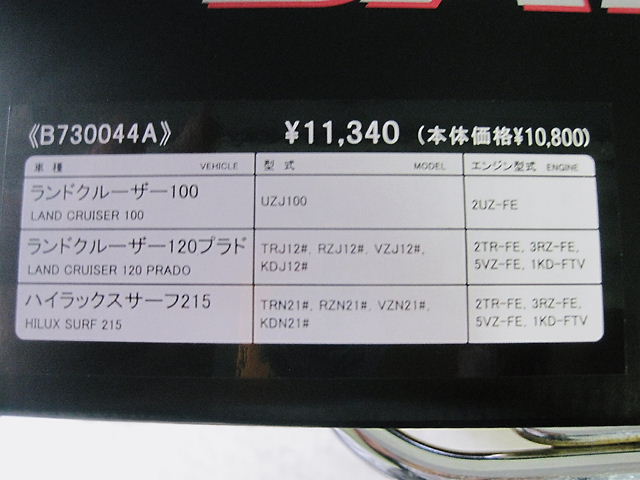 《B730044A》 ¥11,340 (本体価格¥10,800)
車種 VEHICLE 型式 MODEL エンジン型式 ENGINE
ランドクルーザー100
LAND CRUISER 100
UZJ100
2UZ-FE
ランドクルーザー120プラド
LAND CRUISER 120 PRADO
TRJ12#, RZJ12#, VZJ12#,
KDJ12#
2TR-FE, 3RZ-FE,
5VZ-FE, 1KD-FTV
ハイラックスサーフ215
HILUX SURF 215
TRN21#, RZN21#, VZN21#,
KDN21#
2TR-FE, 3RZ-FE,
5VZ-FE, 1KD-FTV